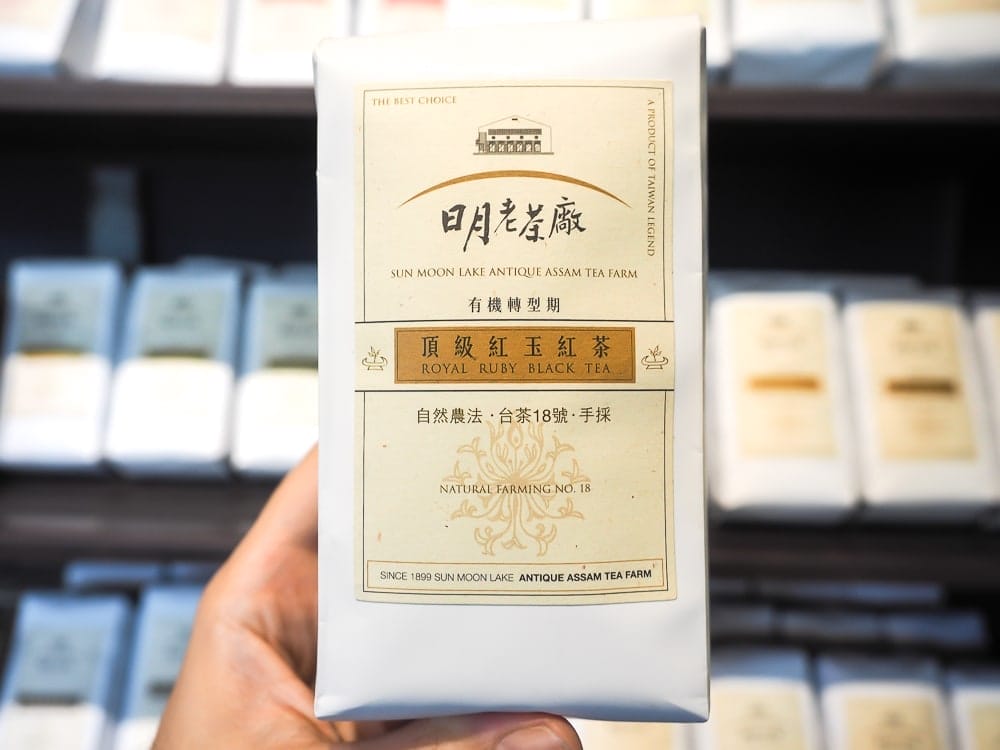 THE BEST CHOICE
A PRODUCT OF TAIWAN LEGEND
日月老茶廠
SUN MOON LAKE ANTIQUE ASSAM TEA FARM
有機轉型期
頂級紅玉紅茶
ROYAL RUBY BLACK TEA
自然農法・台茶18號・手採
NATURAL FARMING NO. 18
SINCE 1899 SUN MOON LAKE ANTIQUE ASSAM TEA FARM